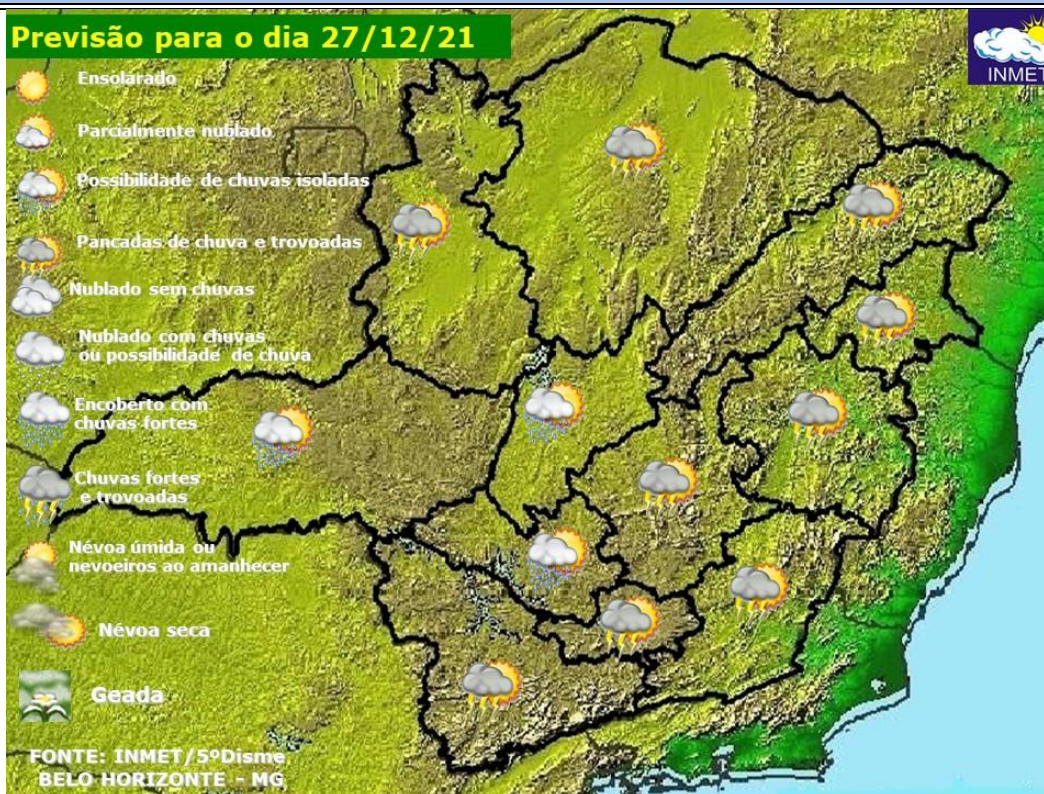 Previsão para o dia 27/12/21
INMET
Ensolarado
Parcialmente nublado
Possibilidade de chuvas isoladas
Pancadas de chuva e trovoadas
Nublado sem chuvas
Nublado com chuvas
ou possibilidade de chuva
Encoberto com
chuvas fortes
Chuvas fortes
e trovoadas
Névoa úmida ou
nevoeiros ao amanhecer
Névoa seca
Geada
FONTE: INMET/5ºDisme
BELO HORIZONTE - MG